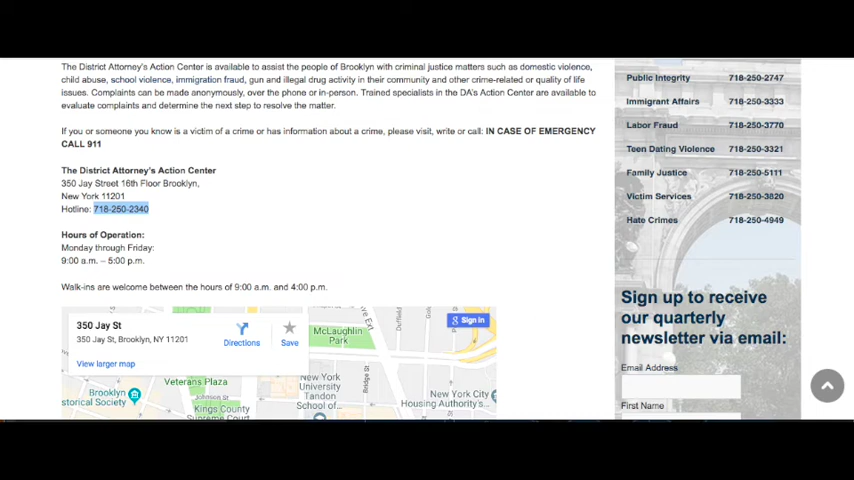 The District Attorney's Action Center is available to assist the people of Brooklyn with criminal justice matters such as domestic violence,
child abuse, school violence, immigration fraud, gun and illegal drug activity in their community and other crime-related or quality of life
issues. Complaints can be made anonymously, over the phone or in-person. Trained specialists in the DA's Action Center are available to
evaluate complaints and determine the next step to resolve the matter.
If you or someone you know is a victim of a crime or has information about a crime, please visit, write or call: IN CASE OF EMERGENCY
CALL 911
The District Attorney's Action Center
350 Jay Street 16th Floor Brooklyn,
New York 11201
Hotline: 718-250-2340
Hours of Operation:
Monday through Friday:
9:00 a.m. – 5:00 p.m.
Walk-ins are welcome between the hours of 9:00 a.m. and 4:00 p.m.
350 Jay St
350 Jay St, Brooklyn, NY 11201
Directions
Save
View larger map
Sign in
McLaughlin
Park
Bridge St
Veterans Plaza
Johnson St
Brooklyn
istorical Society
Kings County
Supreme Court
New York
University
Tandon
School of...
New York City
Housing Authority's...
Public Integrity 718-250-2747
Immigrant Affairs 718-250-3333
Labor Fraud 718-250-3770
Teen Dating Violence 718-250-3321
Family Justice 718-250-5111
Victim Services 718-250-3820
Hate Crimes 718-250-4949
Sign up to receive
our quarterly
newsletter via email:
Email Address
First Name